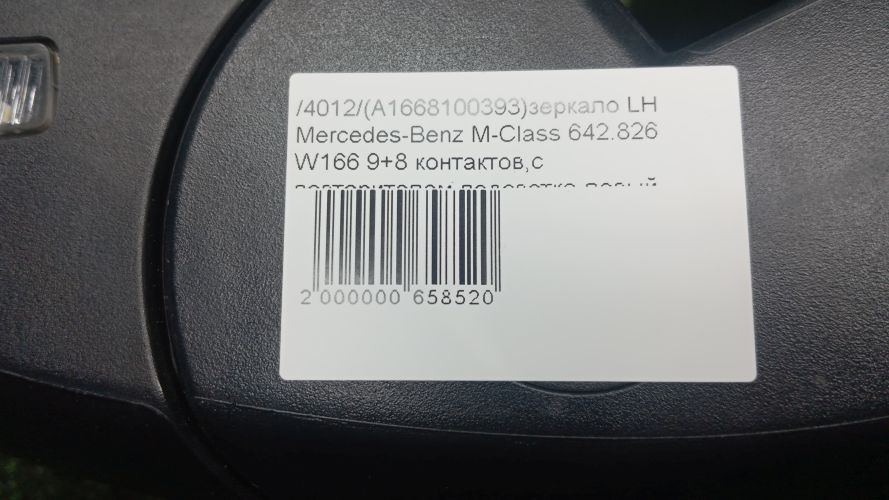 /4012/(A1668100393)зеркало LH
Mercedes-Benz M-Class 642.826
W166 9+8 контактов,с
2 000000 658520